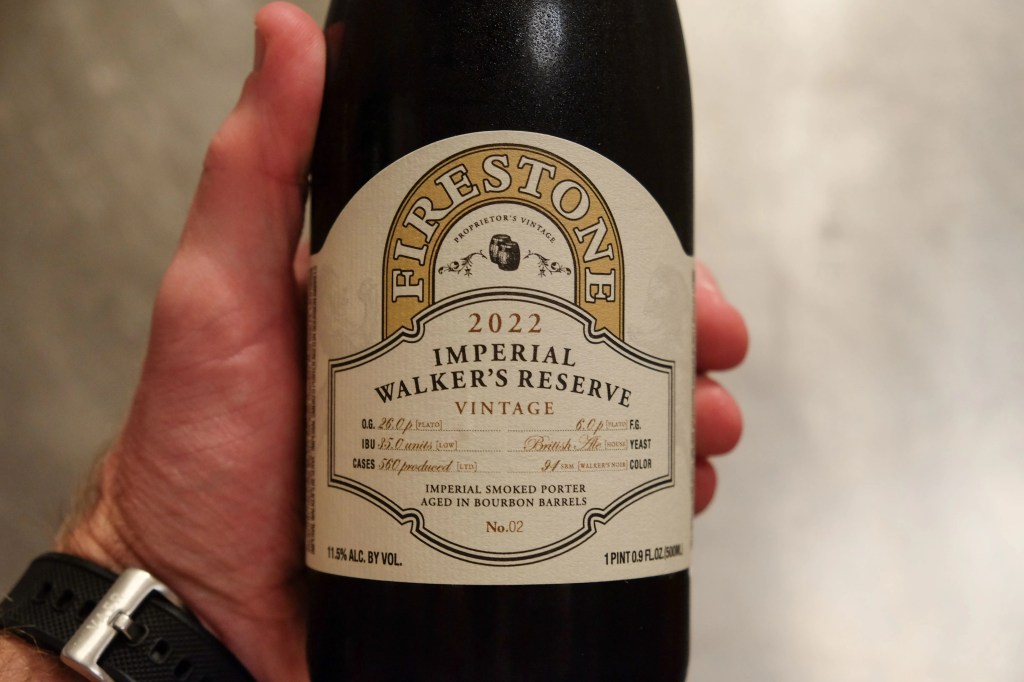 FIRESTONE
PROPRIETOR'S VINTAGE
2022
IMPERIAL
WALKER'S RESERVE
VINTAGE
O.G. 26.0 p [PLATO] 6.0 p [PLATO] F.G.
IBU 35.0 units [LOW] British Ale [HOUSE] YEAST
CASES 560 produced [LTD] 94 SRM [WALKER'S NOIR] COLOR
IMPERIAL SMOKED PORTER
AGED IN BOURBON BARRELS
No.02
11.5% ALC. BY VOL. 1 PINT 0.9 FL.OZ. (500ML)